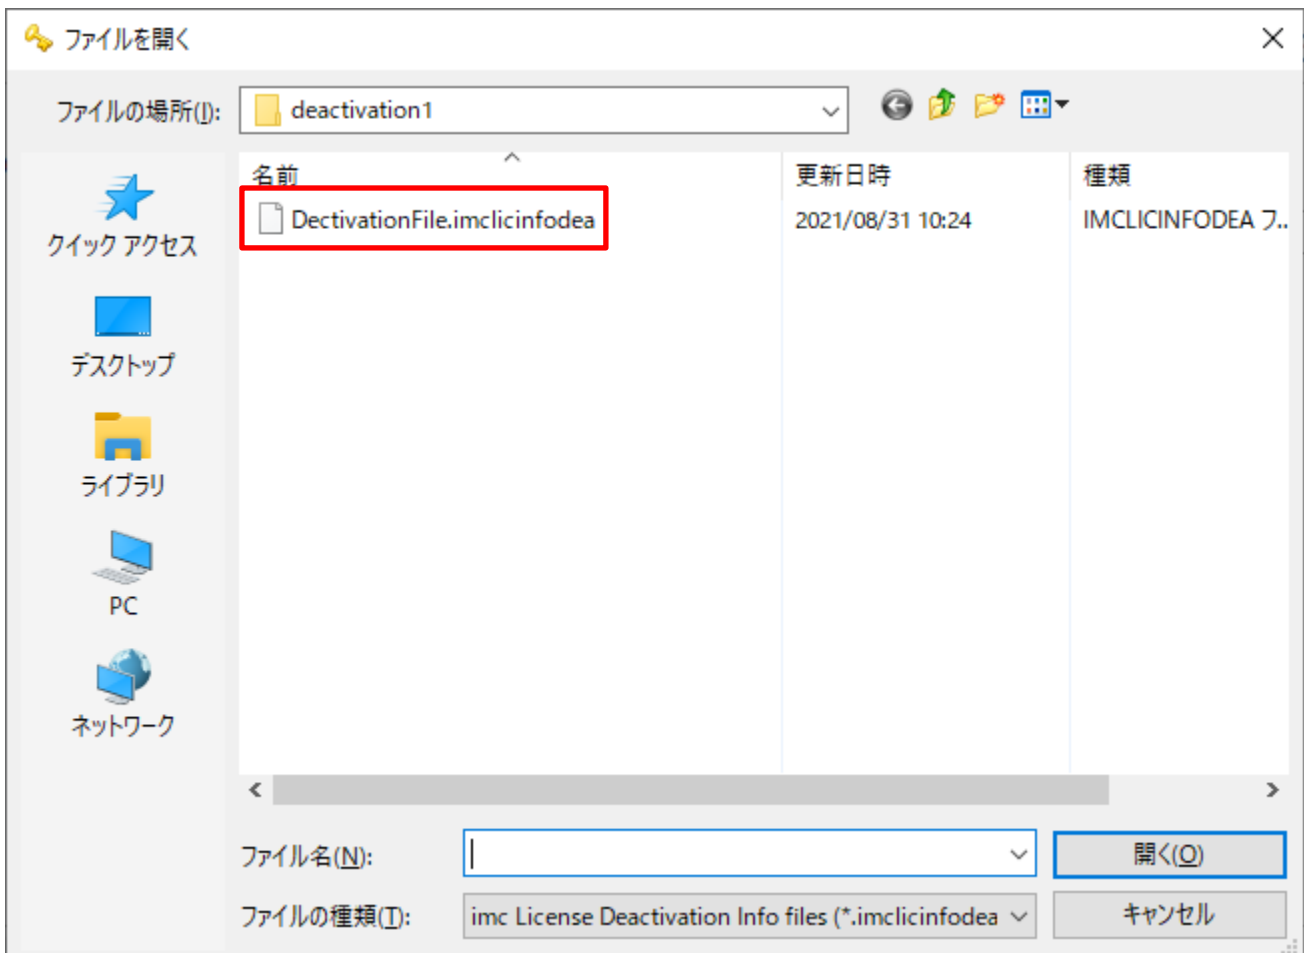 ファイルを開く
ファイルの場所(I):
deactivation1
名前
更新日時
種類
DectivationFile.imclicinfodea
2021/08/31 10:24
IMCLICINFODEA フ...
クイック アクセス
デスクトップ
ライブラリ
PC
ネットワーク
ファイル名(N):
開く(O)
ファイルの種類(T):
imc License Deactivation Info files (*.imclicinfodea
キャンセル